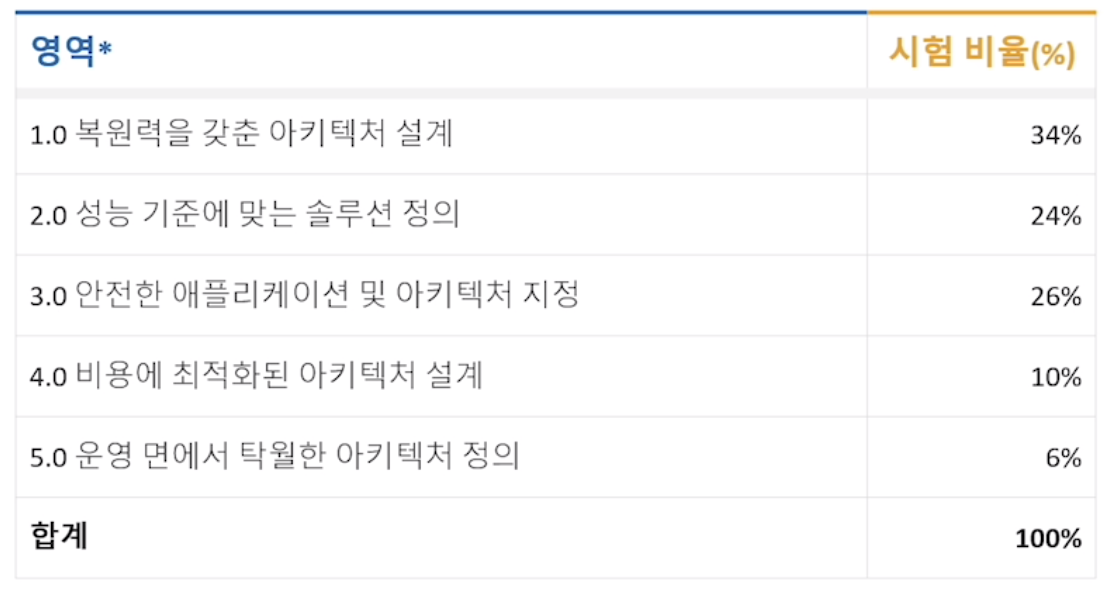 영역* 시험 비율(%)
1.0 복원력을 갖춘 아키텍처 설계 34%
2.0 성능 기준에 맞는 솔루션 정의 24%
3.0 안전한 애플리케이션 및 아키텍처 지정 26%
4.0 비용에 최적화된 아키텍처 설계 10%
5.0 운영 면에서 탁월한 아키텍처 정의 6%
합계 100%